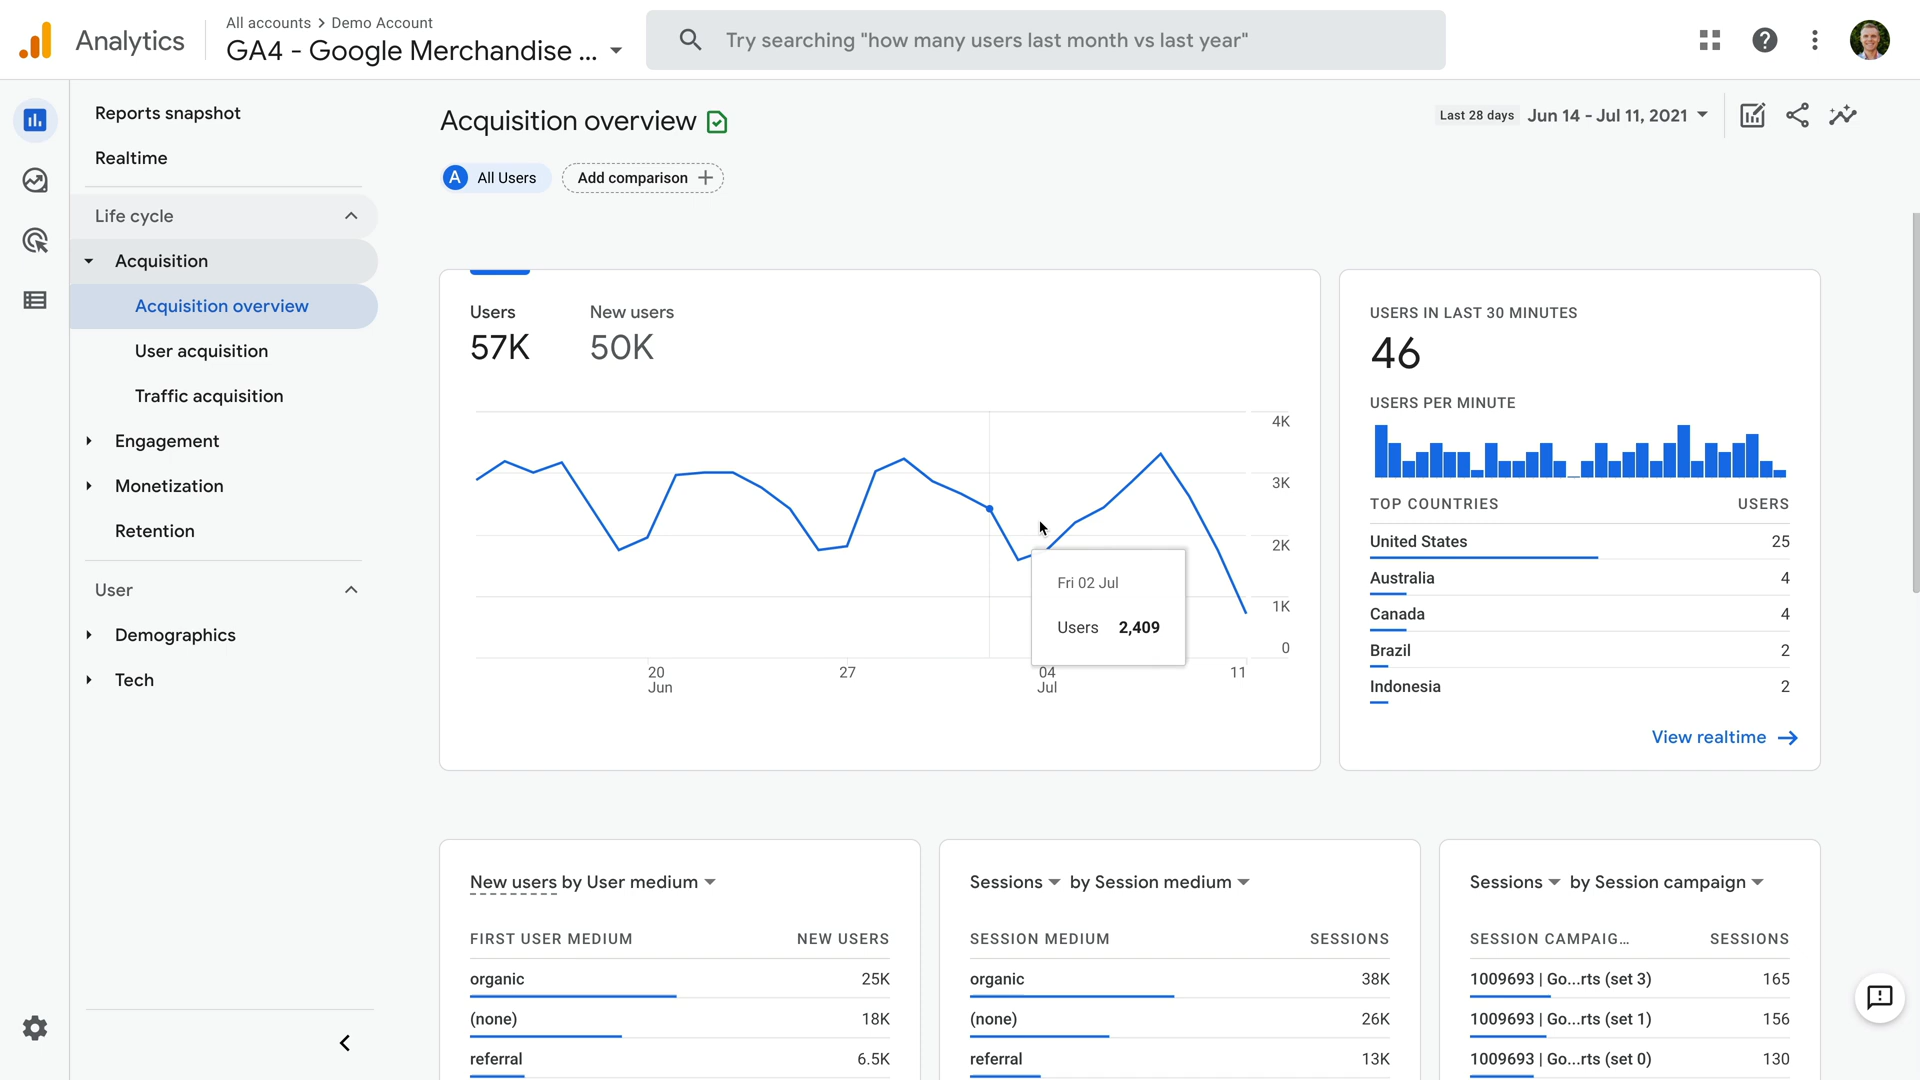 Analytics
All accounts > Demo Account
GA4 - Google Merchandise ...
Try searching "how many users last month vs last year"
Reports snapshot
Realtime
Life cycle
Acquisition
Acquisition overview
User acquisition
Traffic acquisition
Engagement
Monetization
Retention
User
Demographics
Tech
Acquisition overview
Last 28 days Jun 14 - Jul 11, 2021
A All Users
Add comparison
Users New users
57K 50K
4K
3K
2K
1K
0
20 27 04 11
Jun Jul
Fri 02 Jul
Users 2,409
USERS IN LAST 30 MINUTES
46
USERS PER MINUTE
TOP COUNTRIES USERS
United States 25
Australia 4
Canada 4
Brazil 2
Indonesia 2
View realtime
New users by User medium
FIRST USER MEDIUM NEW USERS
organic 25K
(none) 18K
referral 6.5K
Sessions by Session medium
SESSION MEDIUM SESSIONS
organic 38K
(none) 26K
referral 13K
Sessions by Session campaign
SESSION CAMPAIG... SESSIONS
1009693 | Go...rts (set 3) 165
1009693 | Go...rts (set 1) 156
1009693 | Go...rts (set 0) 130